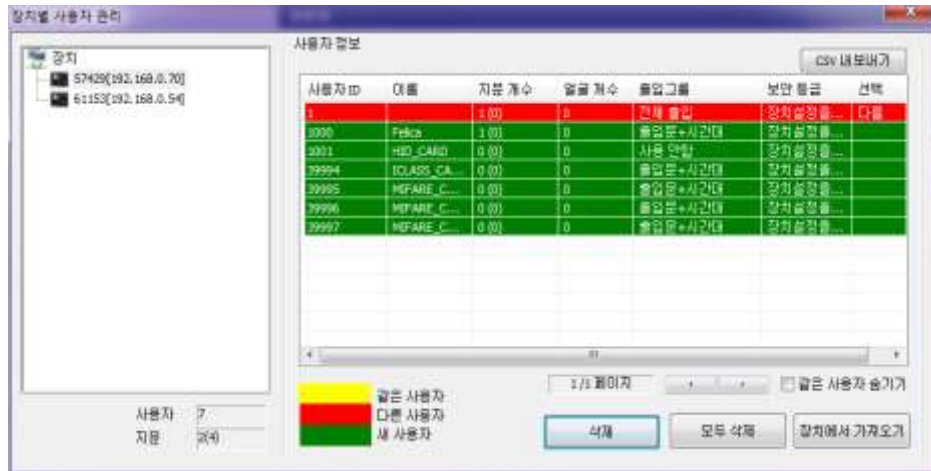 장치별 사용자 관리
장치
57429[192.168.0.70]
61153[192.168.0.54]
사용자 7
지문 2(4)
사용자 정보
CSV 내보내기
사용자 ID 이름 지문 개수 얼굴 개수 출입그룹 보안 등급 선택
1 1 (0) 0 전체 출입 장치설정을... 다름
1000 Felica 1 (0) 0 출입문+시간대 장치설정을...
1001 HID_CARD 0 (0) 0 사용 안함 장치설정을...
39994 ICLASS_CA... 0 (0) 0 출입문+시간대 장치설정을...
39995 MIFARE_C... 0 (0) 0 출입문+시간대 장치설정을...
39996 MIFARE_C... 0 (0) 0 출입문+시간대 장치설정을...
39997 MIFARE_C... 0 (0) 0 출입문+시간대 장치설정을...
1/1 페이지 같은 사용자 숨기기
같은 사용자
다른 사용자
새 사용자
삭제 모두 삭제 장치에서 가져오기